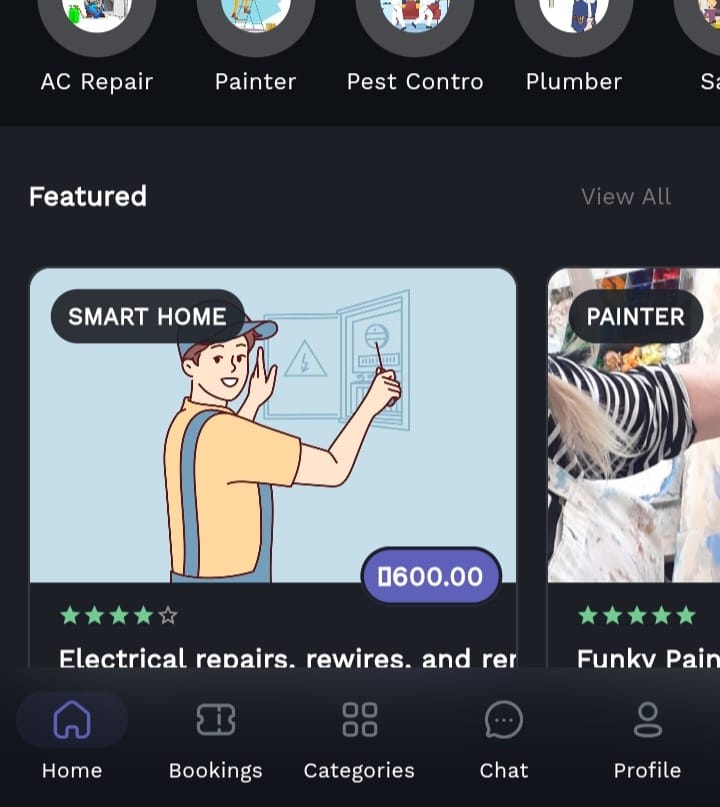 AC Repair
Painter
Pest Contro
Plumber
Sa
Featured
View All
SMART HOME
PAINTER
▯600.00
Electrical repairs, rewires, and rer
Funky Pain
Home
Bookings
Categories
Chat
Profile